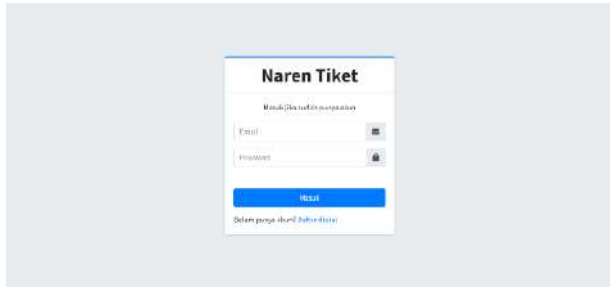 Naren Tiket
Masuk jika sudah punya akun
Email
Password
Masuk
Belum punya akun? Daftar disini